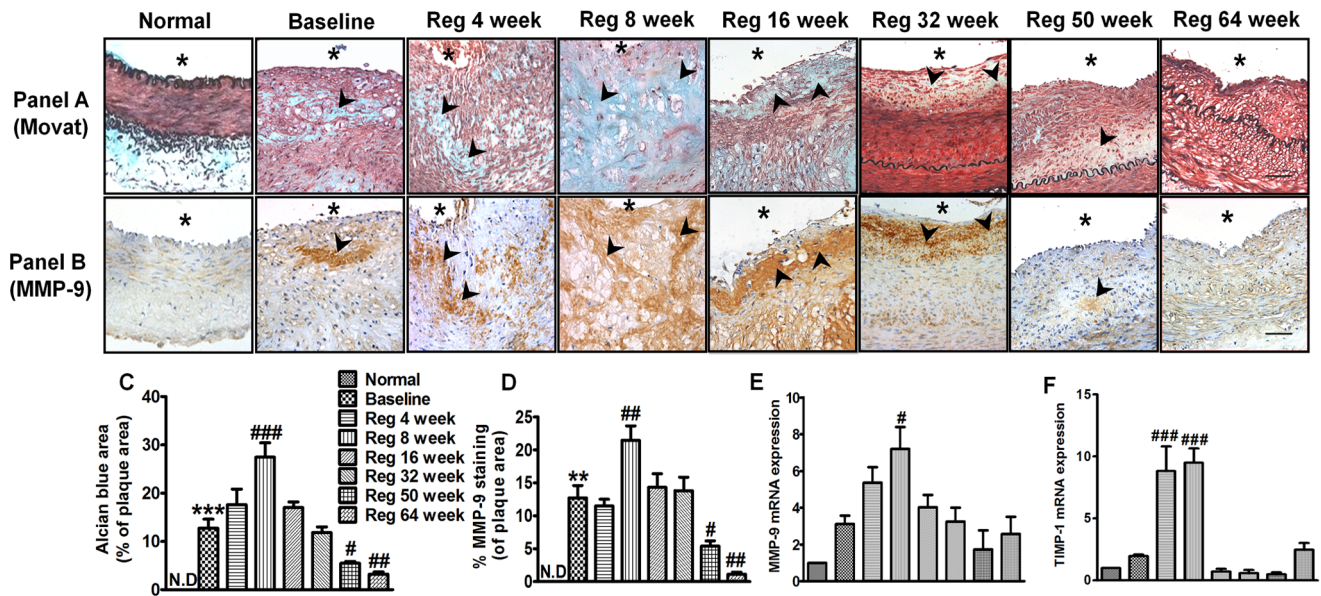 Normal Baseline Reg 4 week Reg 8 week Reg 16 week Reg 32 week Reg 50 week Reg 64 week
Panel A
(Movat)
* * * * * * * *
Panel B
(MMP-9)
* * * * * * * *
C
Alcian blue area
(% of plaque area)
40
30
20
10
0
N.D
***
###
#
##
Normal
Baseline
Reg 4 week
Reg 8 week
Reg 16 week
Reg 32 week
Reg 50 week
Reg 64 week
D
% MMP-9 staining
(of plaque area)
25
20
15
10
5
0
N.D
**
##
#
##
E
MMP-9 mRNA expression
10
8
6
4
2
0
#
F
TIMP-1 mRNA expression
15
10
5
0
###
###